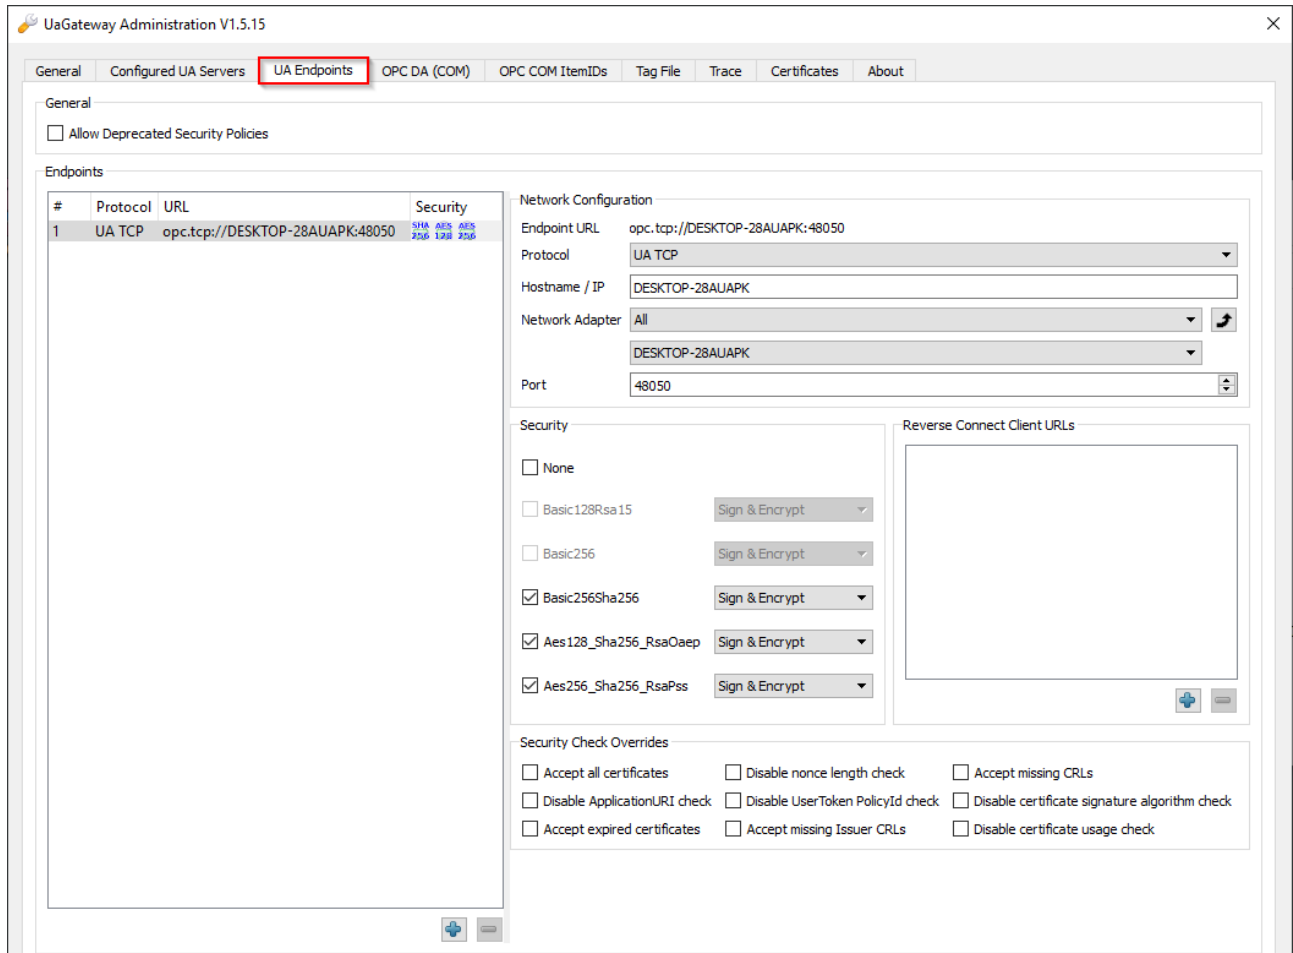 UaGateway Administration V1.5.15
General Configured UA Servers UA Endpoints OPC DA (COM) OPC COM ItemIDs Tag File Trace Certificates About
General
Allow Deprecated Security Policies
Endpoints
# Protocol URL Security
1 UA TCP opc.tcp://DESKTOP-28AUAPK:48050 SHA 256 AES 128 AES 256
Network Configuration
Endpoint URL opc.tcp://DESKTOP-28AUAPK:48050
Protocol UA TCP
Hostname / IP DESKTOP-28AUAPK
Network Adapter All
DESKTOP-28AUAPK
Port 48050
Security
None
Basic128Rsa15 Sign & Encrypt
Basic256 Sign & Encrypt
Basic256Sha256 Sign & Encrypt
Aes128_Sha256_RsaOaep Sign & Encrypt
Aes256_Sha256_RsaPss Sign & Encrypt
Reverse Connect Client URLs
Security Check Overrides
Accept all certificates Disable nonce length check Accept missing CRLs
Disable ApplicationURI check Disable UserToken PolicyId check Disable certificate signature algorithm check
Accept expired certificates Accept missing Issuer CRLs Disable certificate usage check